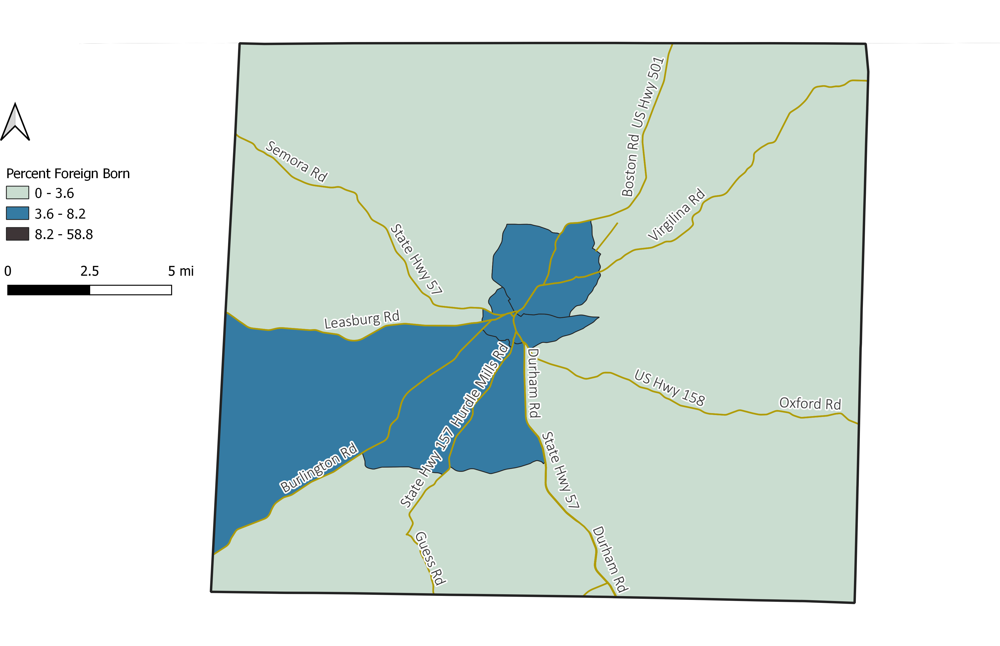 Percent Foreign Born
0 - 3.6
3.6 - 8.2
8.2 - 58.8
0 2.5 5 mi
Boston Rd US Hwy 501
Semora Rd
Virgilina Rd
State Hwy 57
Leasburg Rd
State Hwy 157 Hurdle Mills Rd
Durham Rd
US Hwy 158
Oxford Rd
State Hwy 57
Burlington Rd
Guess Rd
Durham Rd